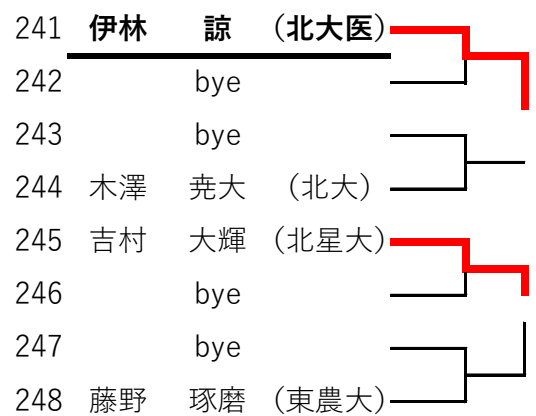 241 伊林 諒 （北大医）
242 bye
243 bye
244 木澤 尭大 （北大）
245 吉村 大輝 （北星大）
246 bye
247 bye
248 藤野 琢磨 （東農大）